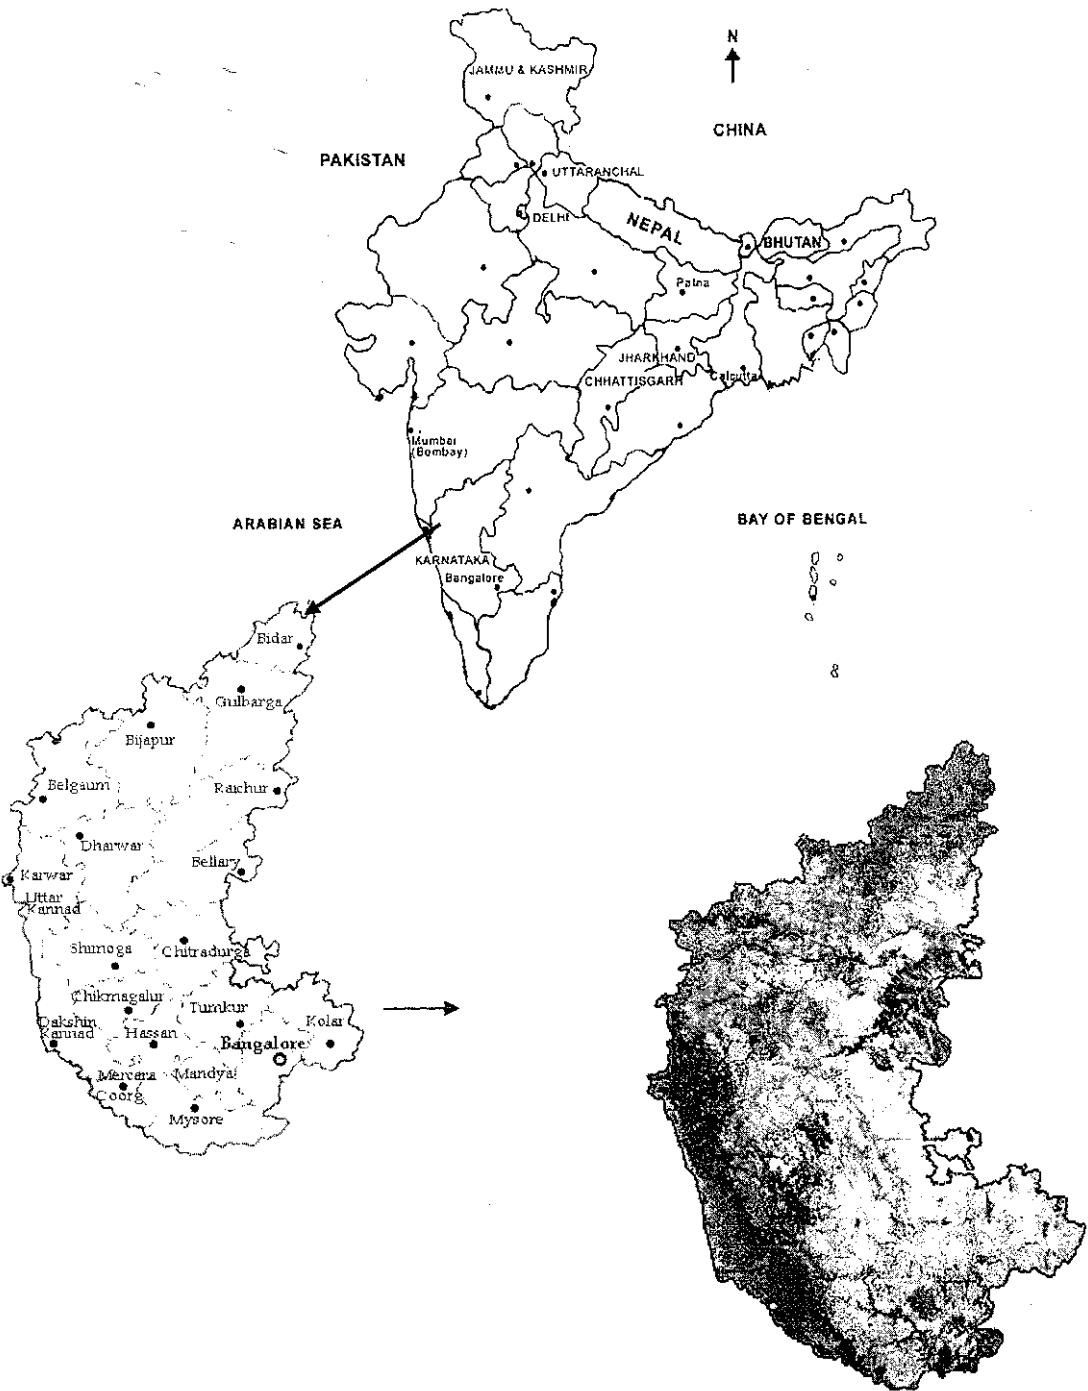 N
JAMMU & KASHMIR
CHINA
PAKISTAN
UTTARANCHAL
DELHI
NEPAL
BHUTAN
Patna
JHARKHAND
CHHATTISGARH
Calcutta
Mumbai
(Bombay)
ARABIAN SEA
BAY OF BENGAL
KARNATAKA
Bangalore
Bidar
Gulbarga
Bijapur
Belgaum
Raichur
Dharwar
Bellary
Karwar
Uttar
Kannad
Shimoga
Chitradurga
Chikmagalur
Tumkur
Dakshin
Kannad
Hassan
Kolar
Bangalore
Mercara
Coorg
Mandya
Mysore